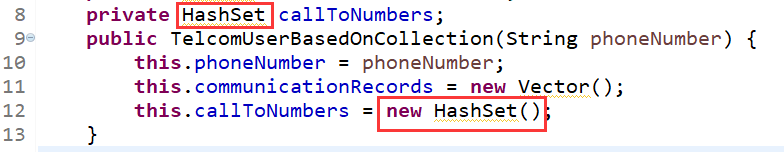 8 private HashSet callToNumbers;
9 public TelcomUserBasedOnCollection(String phoneNumber) {
10 this.phoneNumber = phoneNumber;
11 this.communicationRecords = new Vector();
12 this.callToNumbers = new HashSet();
13 }